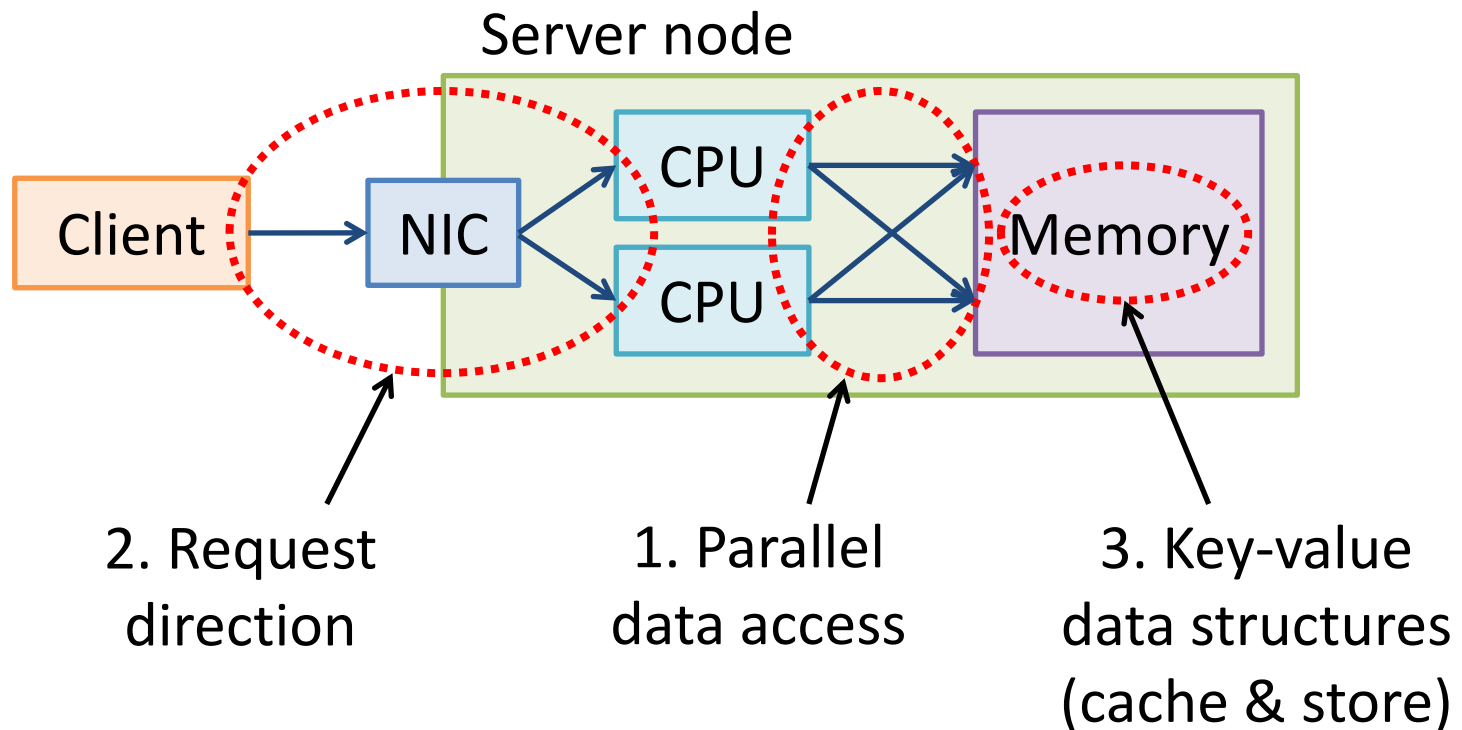 Server node
Client
NIC
CPU
CPU
Memory
2. Request
direction
1. Parallel
data access
3. Key-value
data structures
(cache & store)